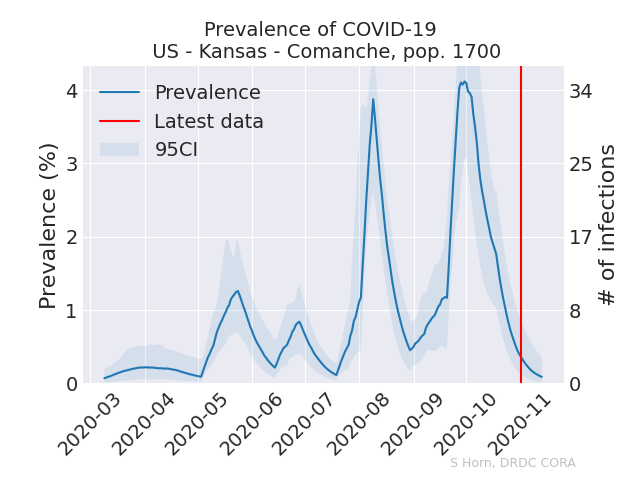 Prevalence of COVID-19
US - Kansas - Comanche, pop. 1700
Prevalence
Latest data
95CI
Prevalence (%)
4
3
2
1
0
# of infections
34
25
17
8
0
2020-03
2020-04
2020-05
2020-06
2020-07
2020-08
2020-09
2020-10
2020-11
S Horn, DRDC CORA